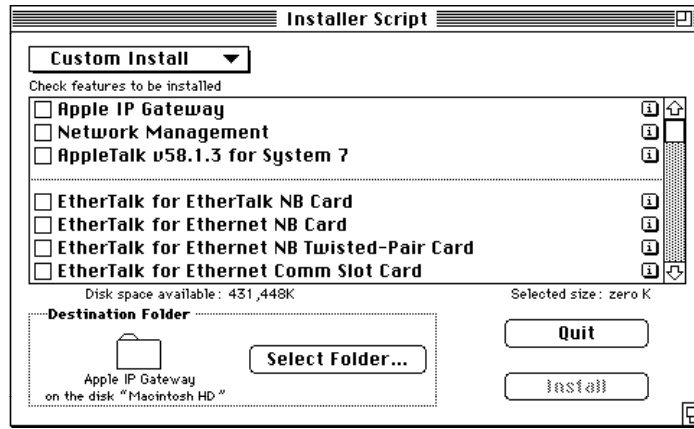 Installer Script
Custom Install
Check features to be installed
Apple IP Gateway
Network Management
AppleTalk v58.1.3 for System 7
EtherTalk for EtherTalk NB Card
EtherTalk for Ethernet NB Card
EtherTalk for Ethernet NB Twisted-Pair Card
EtherTalk for Ethernet Comm Slot Card
Disk space available: 431,448K
Selected size: zero K
Destination Folder
Select Folder...
Apple IP Gateway
on the disk "Macintosh HD"
Quit
Install